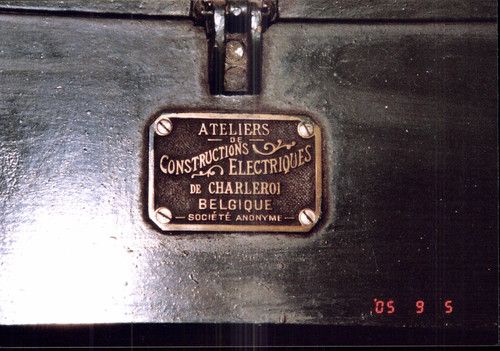 ATELIERS
DE
CONSTRUCTIONS ELECTRIQUES
DE CHARLEROI
BELGIQUE
SOCIÉTÉ ANONYME
'05 9 5